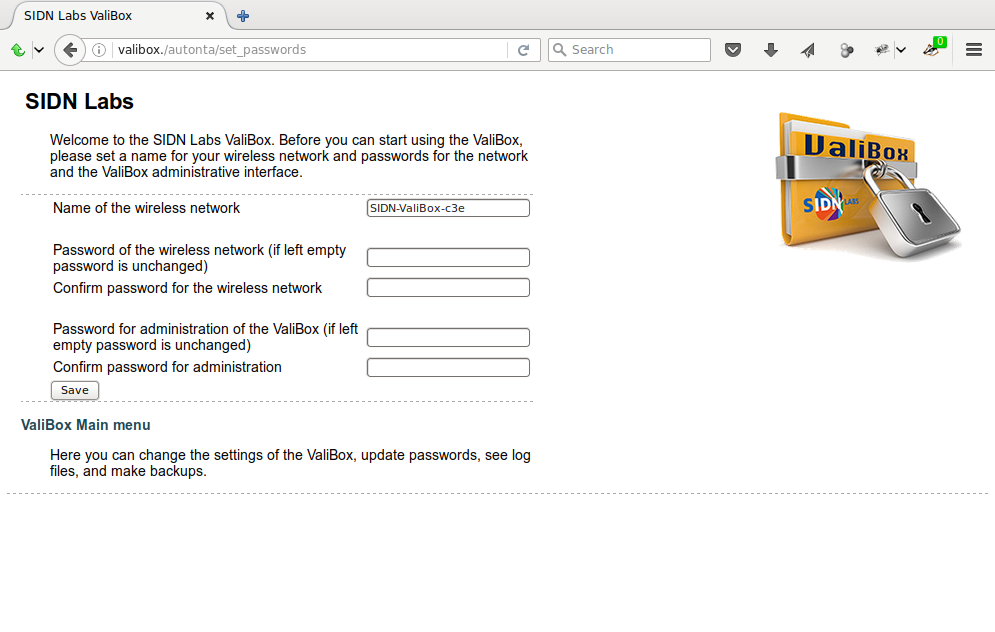 SIDN Labs ValiBox
valibox./autonta/set_passwords
Search
0
SIDN Labs
Welcome to the SIDN Labs ValiBox. Before you can start using the ValiBox,
please set a name for your wireless network and passwords for the network
and the ValiBox administrative interface.
ValiBox
SIDN LABS
Name of the wireless network
SIDN-ValiBox-c3e
Password of the wireless network (if left empty
password is unchanged)
Confirm password for the wireless network
Password for administration of the ValiBox (if left
empty password is unchanged)
Confirm password for administration
Save
ValiBox Main menu
Here you can change the settings of the ValiBox, update passwords, see log
files, and make backups.